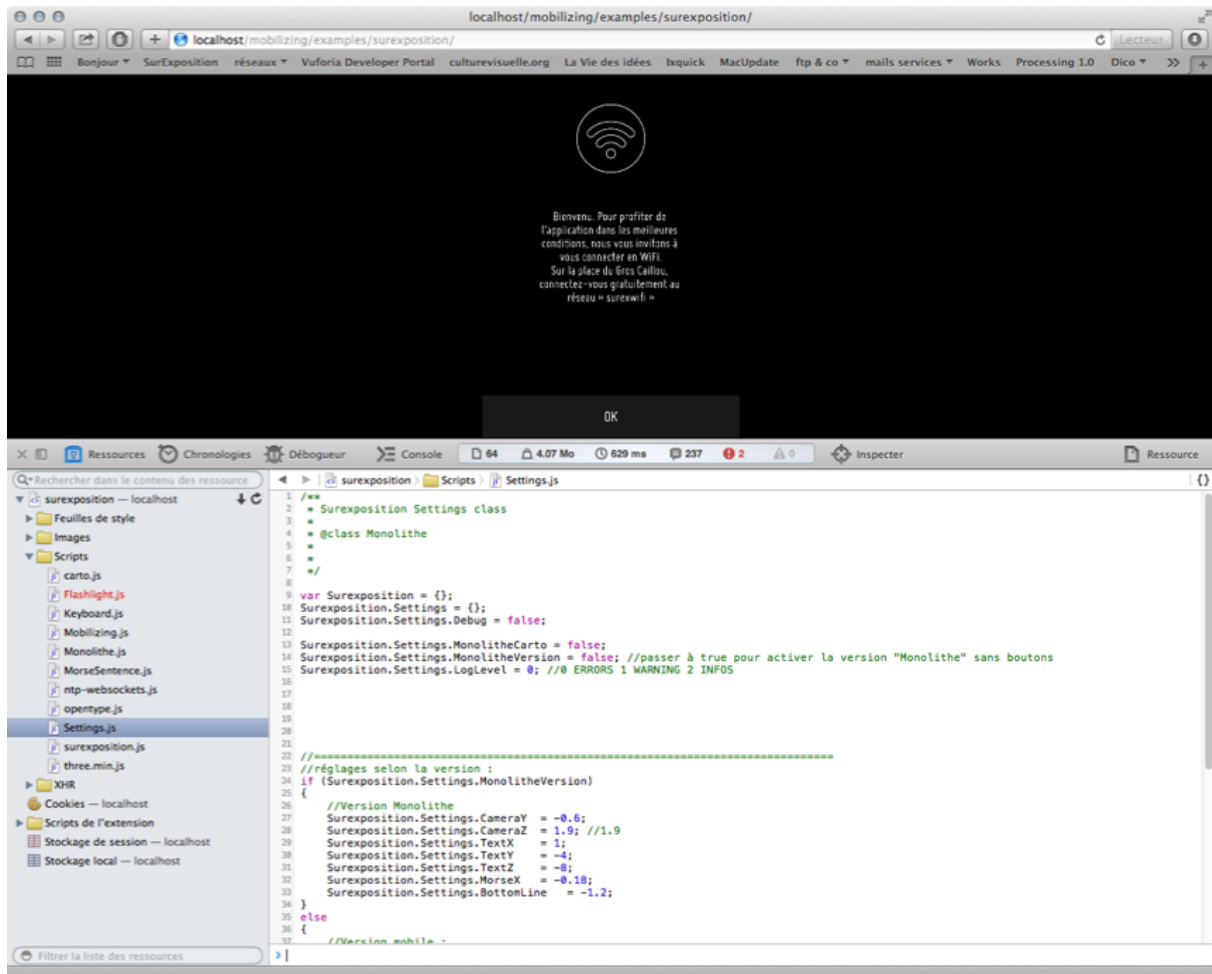 localhost/mobilizing/examples/surexposition/
localhost/mobilizing/examples/surexposition/ Lecteur
Bonjour SurExposition réseaux Vuforia Developer Portal culturevisuelle.org La Vie des idées Ixquick MacUpdate ftp & co mails services Works Processing 1.0 Dico
Bienvenu. Pour profiter de
l'application dans les meilleures
conditions, nous vous invitons à
vous connecter en WiFi.
Sur la place du Gros Caillou,
connectez-vous gratuitement au
réseau « surexwifi »
OK
Ressources Chronologies Débogueur Console 64 4.07 Mo 629 ms 237 2 0 Inspecter Ressource
Rechercher dans le contenu des ressource
surexposition — localhost
Feuilles de style
Images
Scripts
carto.js
Flashlight.js
Keyboard.js
Mobilizing.js
Monolithe.js
MorseSentence.js
ntp-websockets.js
opentype.js
Settings.js
surexposition.js
three.min.js
XHR
Cookies — localhost
Scripts de l'extension
Stockage de session — localhost
Stockage local — localhost
Filtrer la liste des ressources
surexposition Scripts Settings.js {}
1 /**
2 * Surexposition Settings class
3 *
4 * @class Monolithe
5 *
6 *
7 */
8
9 var Surexposition = {};
10 Surexposition.Settings = {};
11 Surexposition.Settings.Debug = false;
12
13 Surexposition.Settings.MonolitheCarto = false;
14 Surexposition.Settings.MonolitheVersion = false; //passer à true pour activer la version "Monolithe" sans boutons
15 Surexposition.Settings.LogLevel = 0; //0 ERRORS 1 WARNING 2 INFOS
16
17
18
19
20
21
22 //==============================================================================
23 //réglages selon la version :
24 if (Surexposition.Settings.MonolitheVersion)
25 {
26 //Version Monolithe
27 Surexposition.Settings.CameraY = -0.6;
28 Surexposition.Settings.CameraZ = 1.9; //1.9
29 Surexposition.Settings.TextX = 1;
30 Surexposition.Settings.TextY = -4;
31 Surexposition.Settings.TextZ = -8;
32 Surexposition.Settings.MorseX = -0.18;
33 Surexposition.Settings.BottomLine = -1.2;
34 }
35 else
36 {
37 //Version mobile :